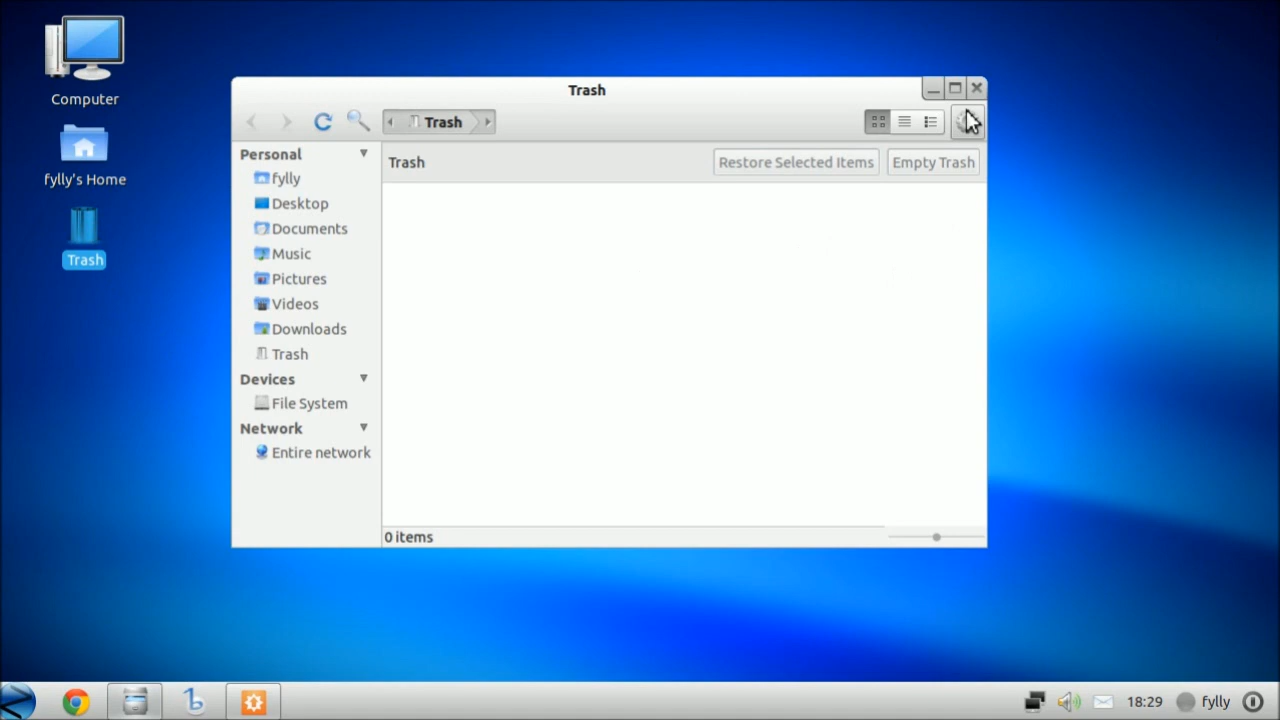 Computer
fylly's Home
Trash
Trash
Trash
Personal
fylly
Desktop
Documents
Music
Pictures
Videos
Downloads
Trash
Devices
File System
Network
Entire network
Trash
Restore Selected Items
Empty Trash
0 items
18:29
fylly